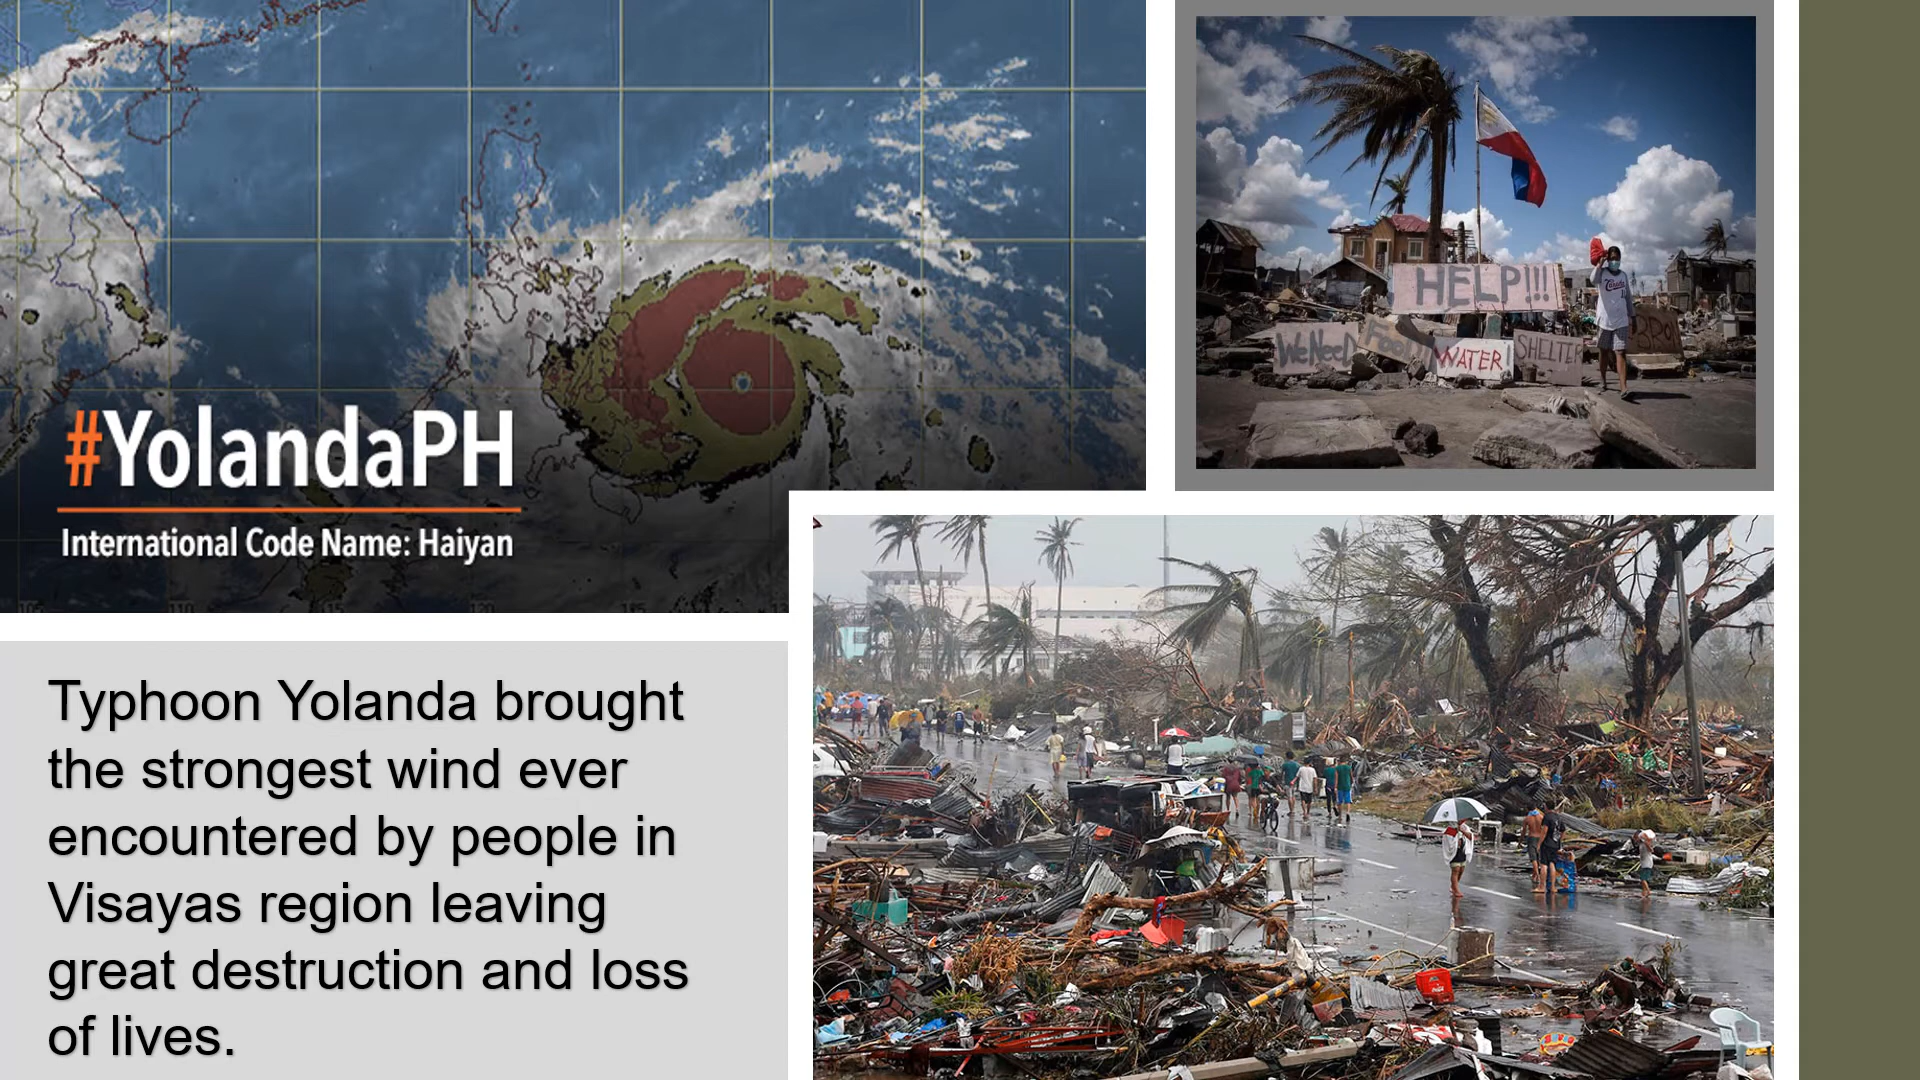 #YolandaPH
International Code Name: Haiyan
HELP!!!
We NeeD FOOD WATER! SHELTER
Typhoon Yolanda brought
the strongest wind ever
encountered by people in
Visayas region leaving
great destruction and loss
of lives.